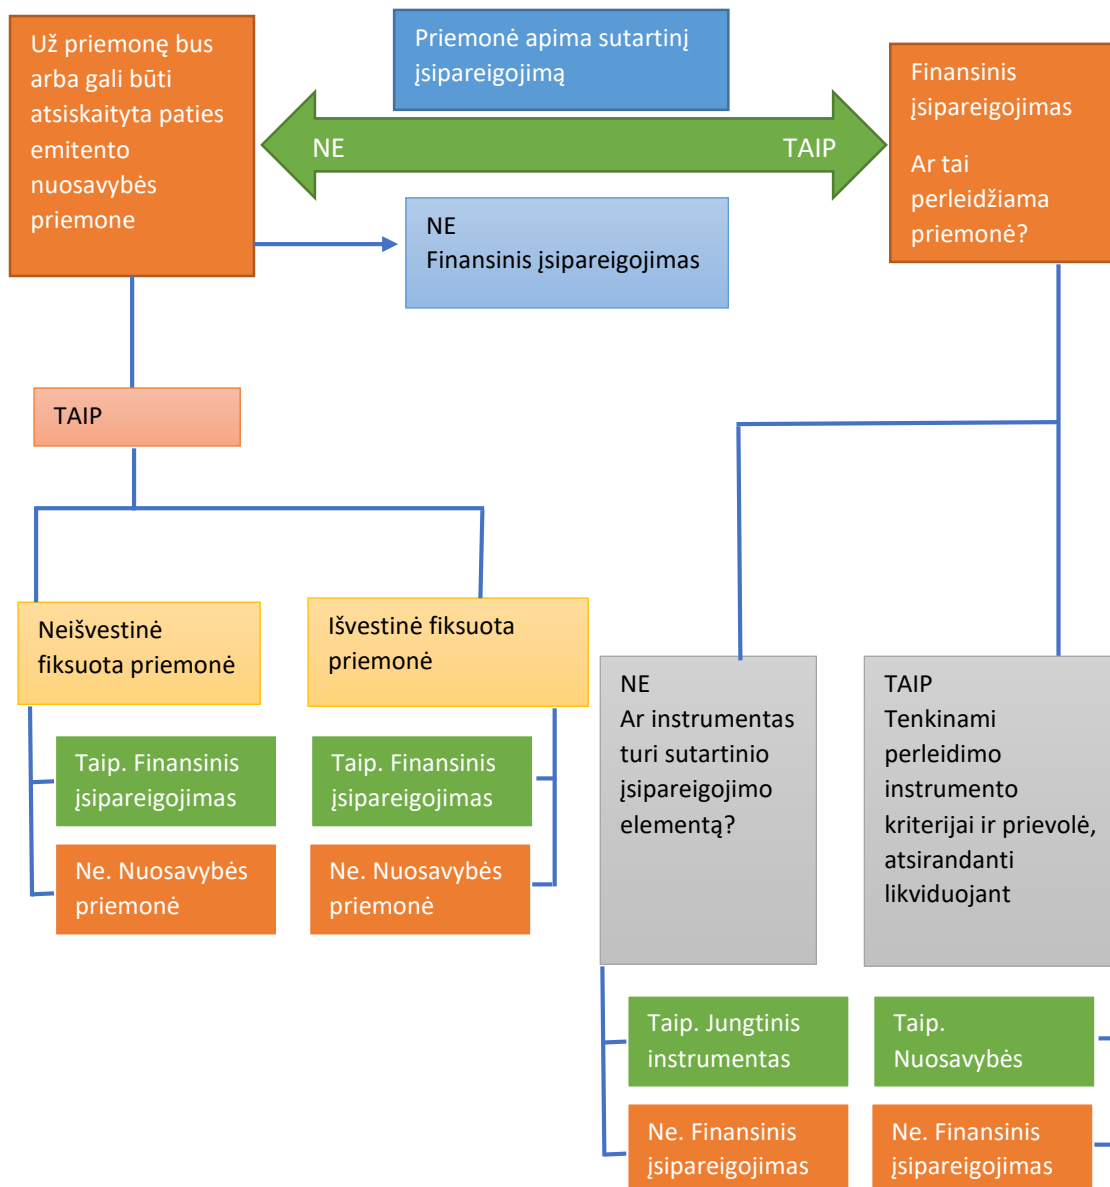 Už priemonę bus
arba gali būti
atsiskaityta paties
emitento
nuosavybės
priemone
Priemonė apima sutartinį
įsipareigojimą
NE
TAIP
Finansinis
įsipareigojimas
Ar tai
perleidžiama
priemonė?
NE
Finansinis įsipareigojimas
TAIP
Neišvestinė
fiksuota priemonė
Išvestinė fiksuota
priemonė
Taip. Finansinis
įsipareigojimas
Ne. Nuosavybės
priemonė
Taip. Finansinis
įsipareigojimas
Ne. Nuosavybės
priemonė
NE
Ar instrumentas
turi sutartinio
įsipareigojimo
elementą?
TAIP
Tenkinami
perleidimo
instrumento
kriterijai ir prievolė,
atsirandanti
likviduojant
Taip. Jungtinis
instrumentas
Ne. Finansinis
įsipareigojimas
Taip.
Nuosavybės
Ne. Finansinis
įsipareigojimas